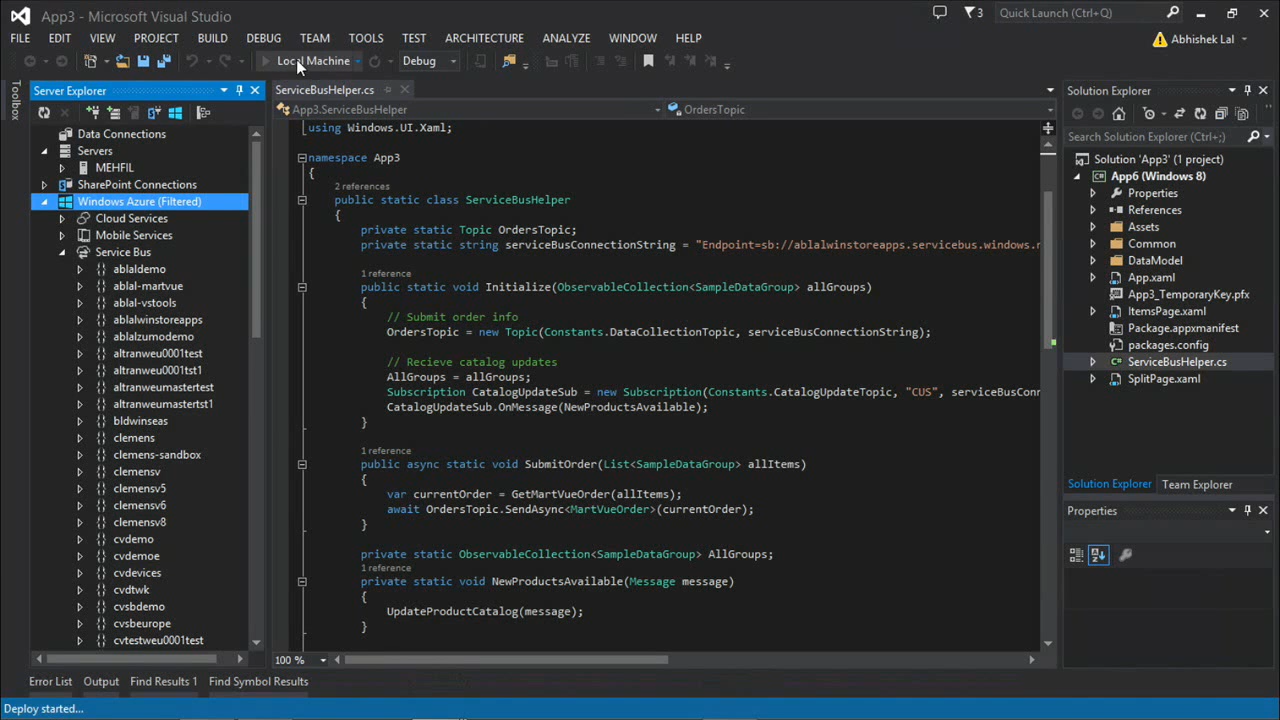 App3 - Microsoft Visual Studio
3
Quick Launch (Ctrl+Q)
FILE EDIT VIEW PROJECT BUILD DEBUG TEAM TOOLS TEST ARCHITECTURE ANALYZE WINDOW HELP
Abhishek Lal
Local Machine
Debug
Toolbox
Server Explorer
Data Connections
Servers
MEHFIL
SharePoint Connections
Windows Azure (Filtered)
Cloud Services
Mobile Services
Service Bus
ablaldemo
ablal-martvue
ablal-vstools
ablalwinstoreapps
ablalzumodemo
altranweu0001test
altranweu0001tst1
altranweumastertest
altranweumastertst1
bldwinseas
clemens
clemens-sandbox
clemensv
clemensv5
clemensv6
clemensv8
cvdemo
cvdemoe
cvdevices
cvdtwk
cvsbdemo
cvsbeurope
cvtestweu0001test
ServiceBusHelper.cs
App3.ServiceBusHelper
OrdersTopic
using Windows.UI.Xaml;
namespace App3
{
2 references
public static class ServiceBusHelper
{
private static Topic OrdersTopic;
private static string serviceBusConnectionString = "Endpoint=sb://ablalwinstoreapps.servicebus.windows.n
1 reference
public static void Initialize(ObservableCollection<SampleDataGroup> allGroups)
{
// Submit order info
OrdersTopic = new Topic(Constants.DataCollectionTopic, serviceBusConnectionString);
// Recieve catalog updates
AllGroups = allGroups;
Subscription CatalogUpdateSub = new Subscription(Constants.CatalogUpdateTopic, "CUS", serviceBusConn
CatalogUpdateSub.OnMessage(NewProductsAvailable);
}
1 reference
public async static void SubmitOrder(List<SampleDataGroup> allItems)
{
var currentOrder = GetMartVueOrder(allItems);
await OrdersTopic.SendAsync<MartVueOrder>(currentOrder);
}
private static ObservableCollection<SampleDataGroup> AllGroups;
1 reference
private static void NewProductsAvailable(Message message)
{
UpdateProductCatalog(message);
}
100 %
Solution Explorer
Search Solution Explorer (Ctrl+;)
Solution 'App3' (1 project)
App6 (Windows 8)
Properties
References
Assets
Common
DataModel
App.xaml
App3_TemporaryKey.pfx
ItemsPage.xaml
Package.appxmanifest
packages.config
ServiceBusHelper.cs
SplitPage.xaml
Solution Explorer Team Explorer
Properties
Error List Output Find Results 1 Find Symbol Results
Deploy started...